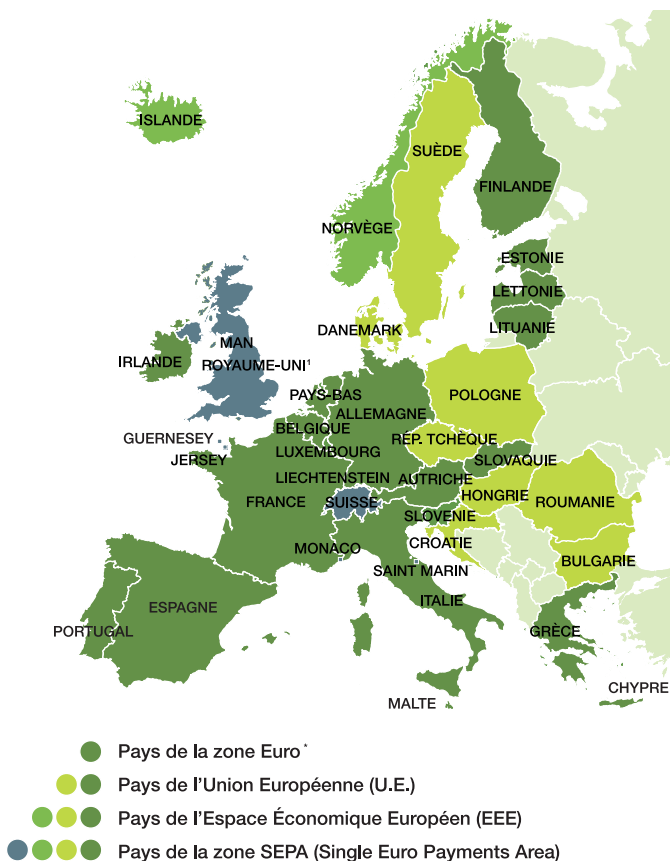 ISLANDE
SUÈDE
FINLANDE
NORVÈGE
ESTONIE
LETTONIE
LITUANIE
DANEMARK
MAN
IRLANDE
ROYAUME-UNI¹
POLOGNE
PAYS-BAS
ALLEMAGNE
BELGIQUE
GUERNESEY
RÉP. TCHÈQUE
LUXEMBOURG
JERSEY
SLOVAQUIE
LIECHTENSTEIN
AUTRICHE
HONGRIE
FRANCE
SUISSE
ROUMANIE
SLOVENIE
CROATIE
MONACO
BULGARIE
SAINT MARIN
ITALIE
ESPAGNE
PORTUGAL
GRÈCE
CHYPRE
MALTE
Pays de la zone Euro*
Pays de l'Union Européenne (U.E.)
Pays de l'Espace Économique Européen (EEE)
Pays de la zone SEPA (Single Euro Payments Area)